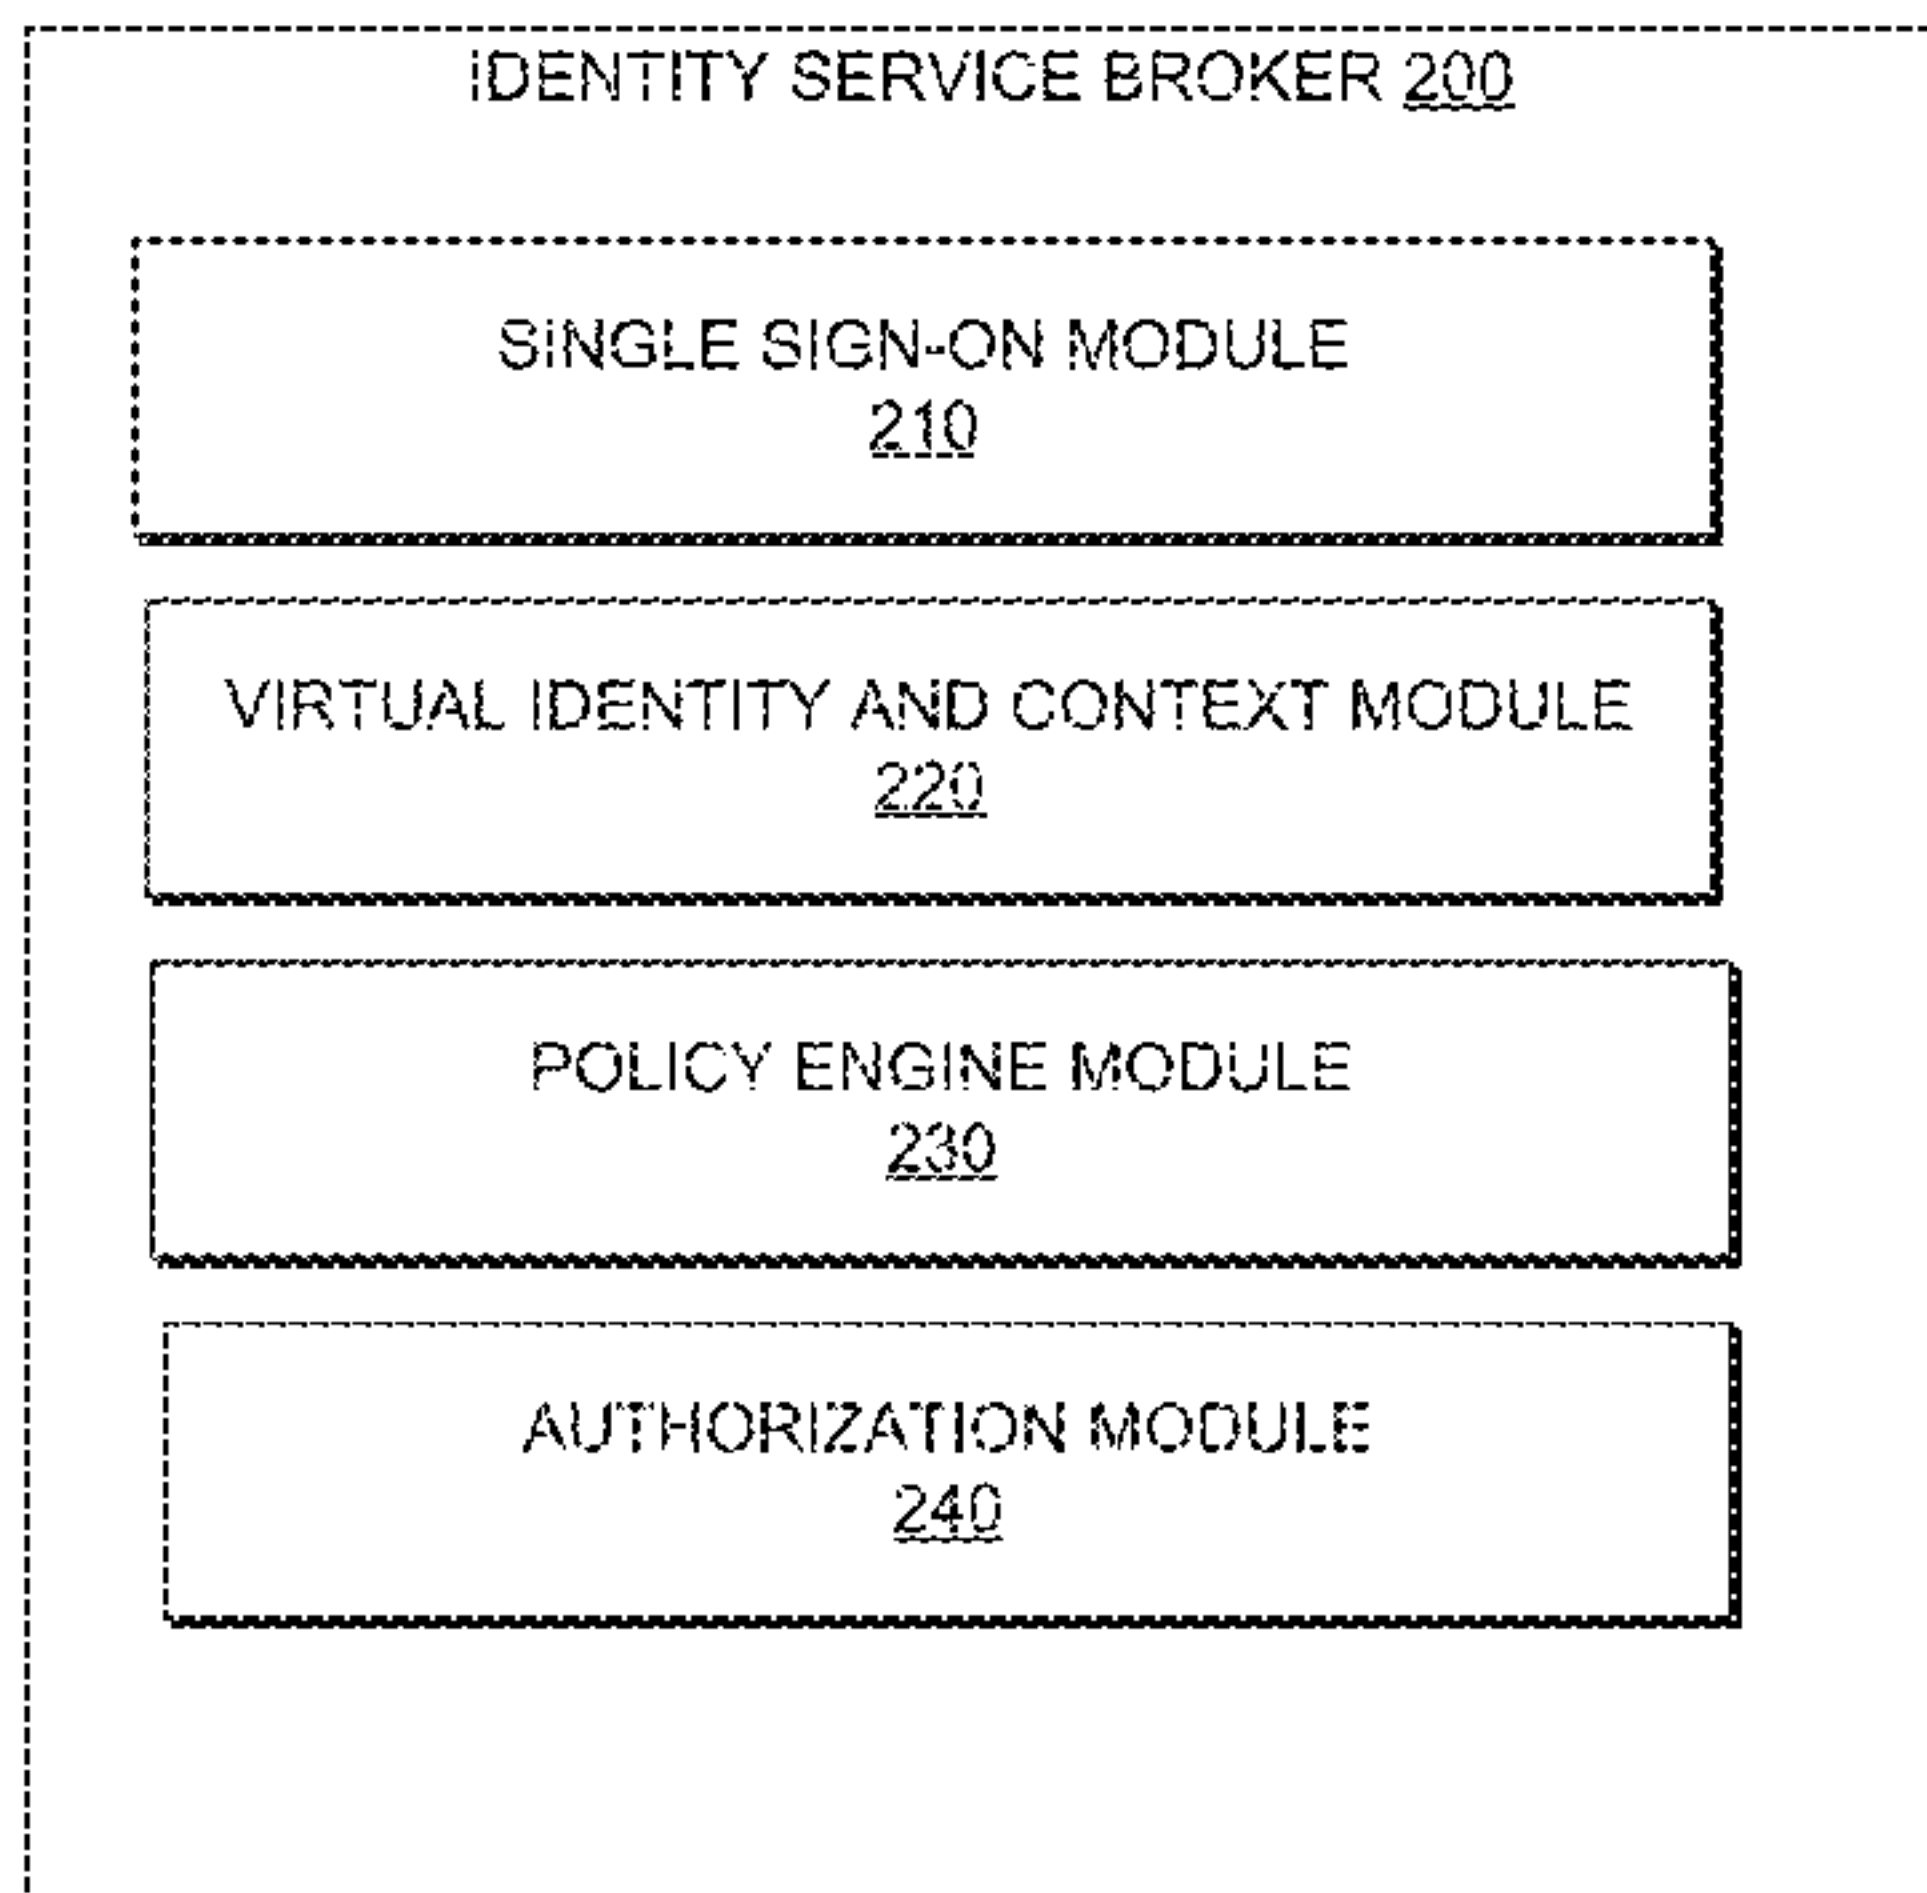 IDENTITY SERVICE BROKER 200
SINGLE SIGN-ON MODULE
210
VIRTUAL IDENTITY AND CONTEXT MODULE
220
POLICY ENGINE MODULE
230
AUTHORIZATION MODULE
240